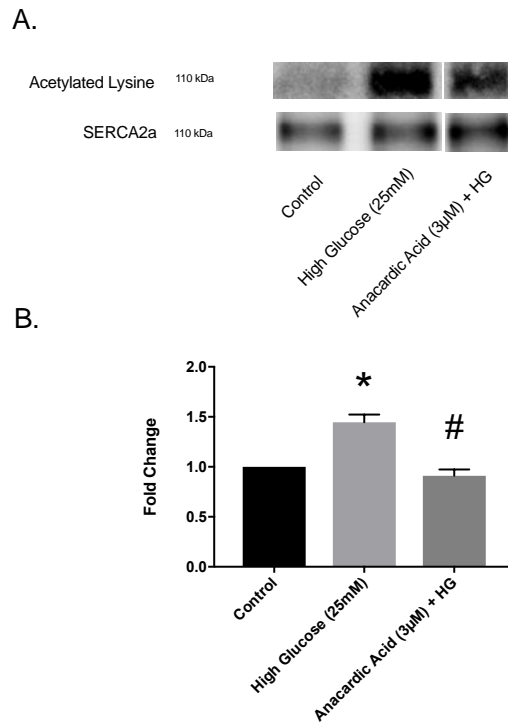 A.
Acetylated Lysine 110 kDa
SERCA2a 110 kDa
Control
High Glucose (25mM)
Anacardic Acid (3µM) + HG
B.
2.0
1.5
1.0
0.5
0.0
Fold Change
*
#
Control
High Glucose (25mM)
Anacardic Acid (3µM) + HG